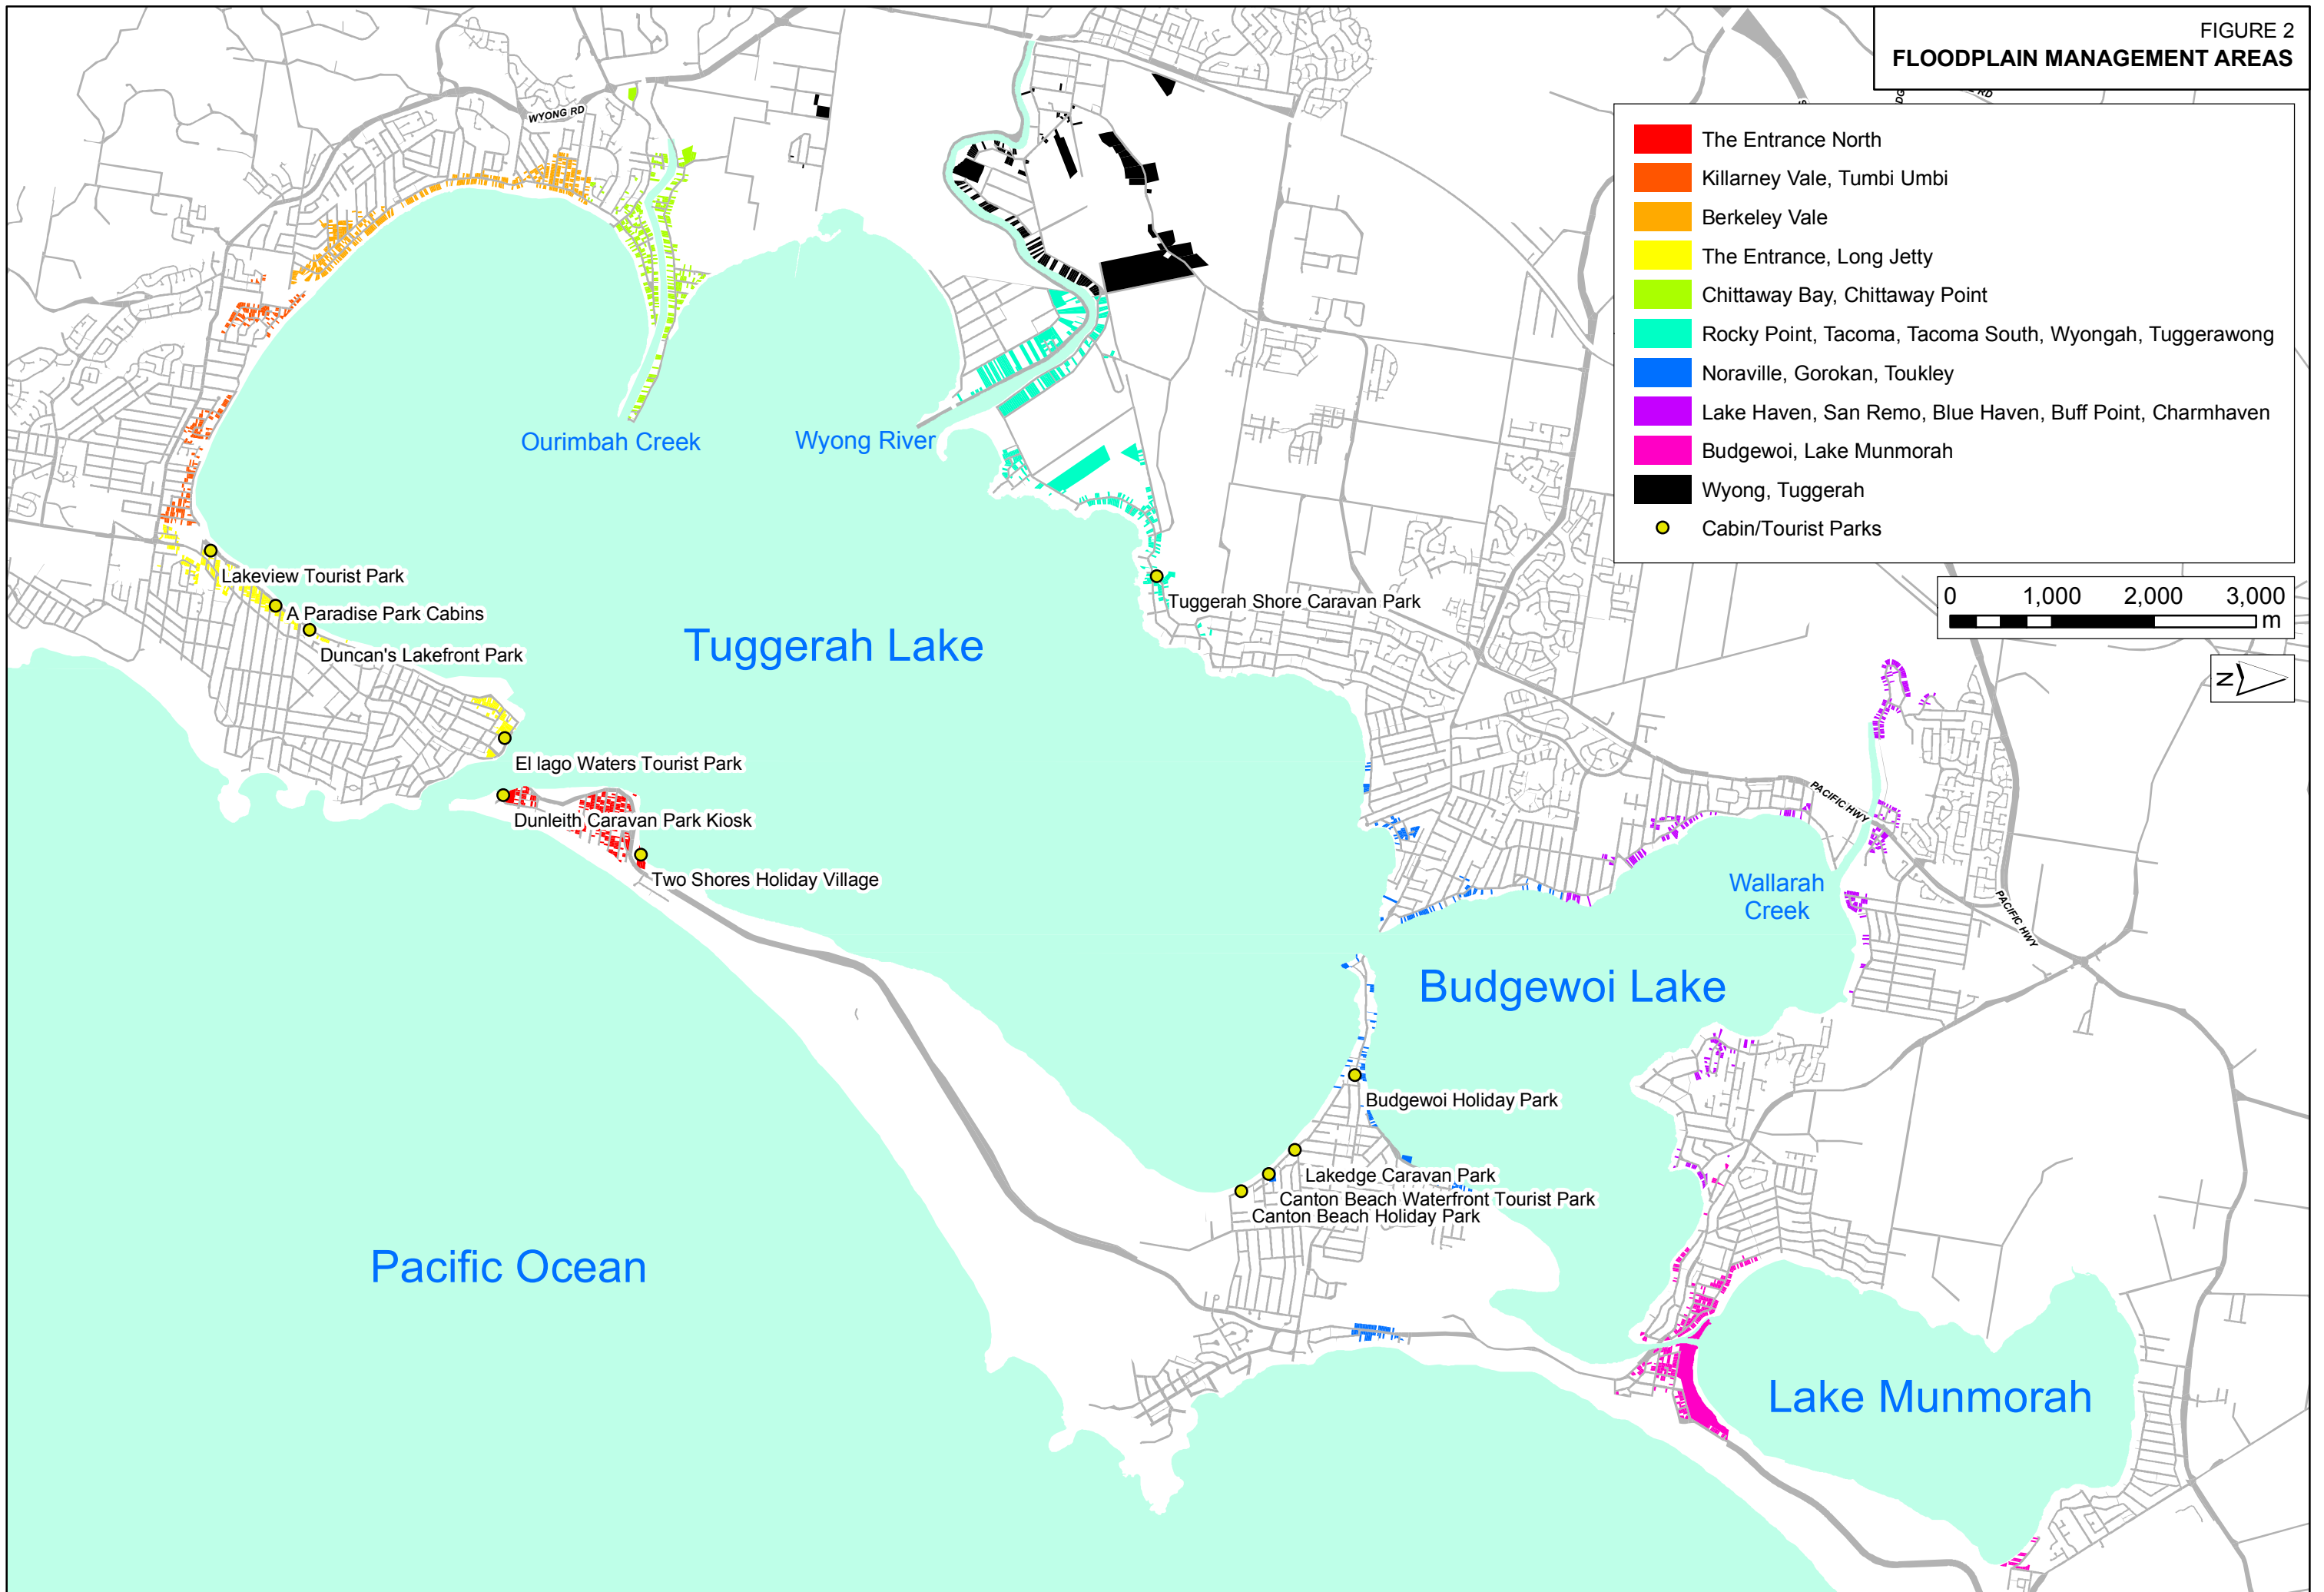 FIGURE 2
FLOODPLAIN MANAGEMENT AREAS
WYONG RD
RD
The Entrance North
Killarney Vale, Tumbi Umbi
Berkeley Vale
The Entrance, Long Jetty
Chittaway Bay, Chittaway Point
Rocky Point, Tacoma, Tacoma South, Wyongah, Tuggerawong
Noraville, Gorokan, Toukley
Lake Haven, San Remo, Blue Haven, Buff Point, Charmhaven
Budgewoi, Lake Munmorah
Wyong, Tuggerah
Cabin/Tourist Parks
0 1,000 2,000 3,000
m
N
Ourimbah Creek
Wyong River
Lakeview Tourist Park
A Paradise Park Cabins
Duncan's Lakefront Park
Tuggerah Shore Caravan Park
Tuggerah Lake
El lago Waters Tourist Park
Dunleith Caravan Park Kiosk
Two Shores Holiday Village
PACIFIC HWY
Wallarah
Creek
PACIFIC HWY
Budgewoi Lake
Budgewoi Holiday Park
Lakedge Caravan Park
Canton Beach Waterfront Tourist Park
Canton Beach Holiday Park
Pacific Ocean
Lake Munmorah